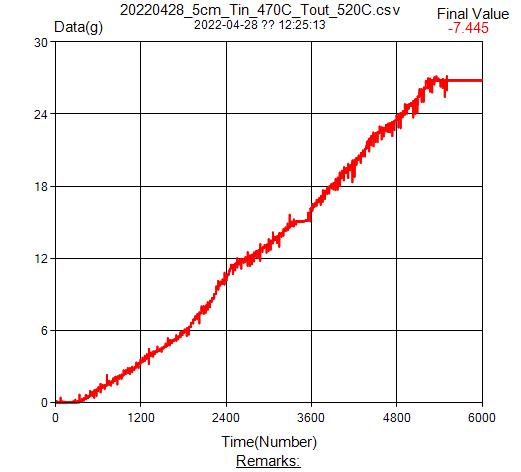 20220428_5cm_Tin_470C_Tout_520C.csv
Final Value
Data(g)
2022-04-28 ?? 12:25:13
-7.445
30
24
18
12
6
0
0 1200 2400 3600 4800 6000
Time(Number)
Remarks: